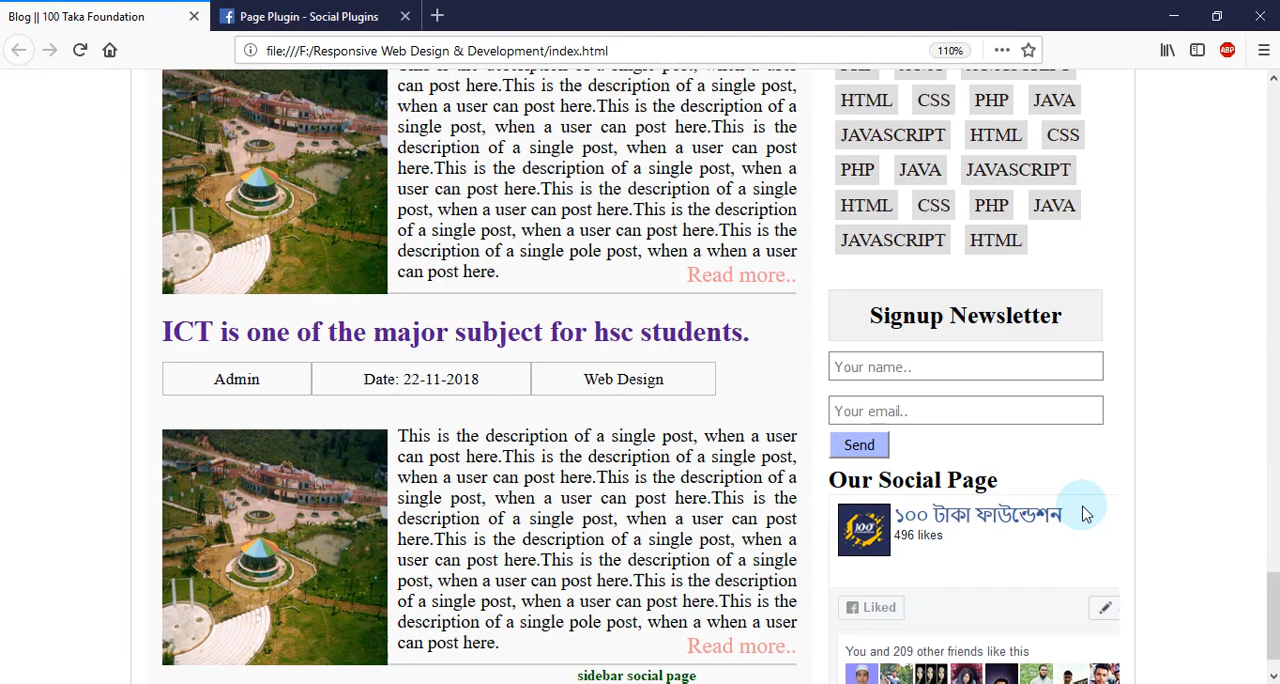 Blog || 100 Taka Foundation
Page Plugin - Social Plugins
file:///F:/Responsive Web Design & Development/index.html
110%
ABP
This is the description of a single post, when a user
can post here.This is the description of a single post,
when a user can post here.This is the description of a
single post, when a user can post here.This is the
description of a single post, when a user can post
here.This is the description of a single post, when a
user can post here.This is the description of a single
post, when a user can post here.This is the description
of a single post, when a user can post here.This is the
description of a single pole post, when a when a user
can post here.
Read more..
ICT is one of the major subject for hsc students.
Admin
Date: 22-11-2018
Web Design
This is the description of a single post, when a user
can post here.This is the description of a single post,
when a user can post here.This is the description of a
single post, when a user can post here.This is the
description of a single post, when a user can post
here.This is the description of a single post, when a
user can post here.This is the description of a single
post, when a user can post here.This is the description
of a single post, when a user can post here.This is the
description of a single pole post, when a when a user
can post here.
Read more..
sidebar social page
PHP JAVA JAVASCRIPT
HTML CSS PHP JAVA
JAVASCRIPT HTML CSS
PHP JAVA JAVASCRIPT
HTML CSS PHP JAVA
JAVASCRIPT HTML
Signup Newsletter
Your name..
Your email..
Send
Our Social Page
100
১০০ টাকা ফাউন্ডেশন
496 likes
Liked
You and 209 other friends like this